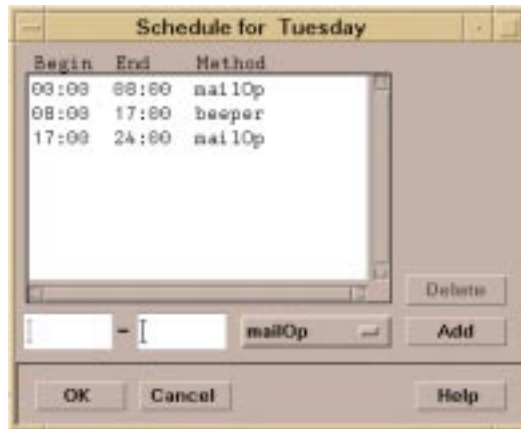 Schedule for Tuesday
Begin End Method
00:00 08:00 mailOp
08:00 17:00 beeper
17:00 24:00 mailOp
Delete
- mailOp Add
OK Cancel Help